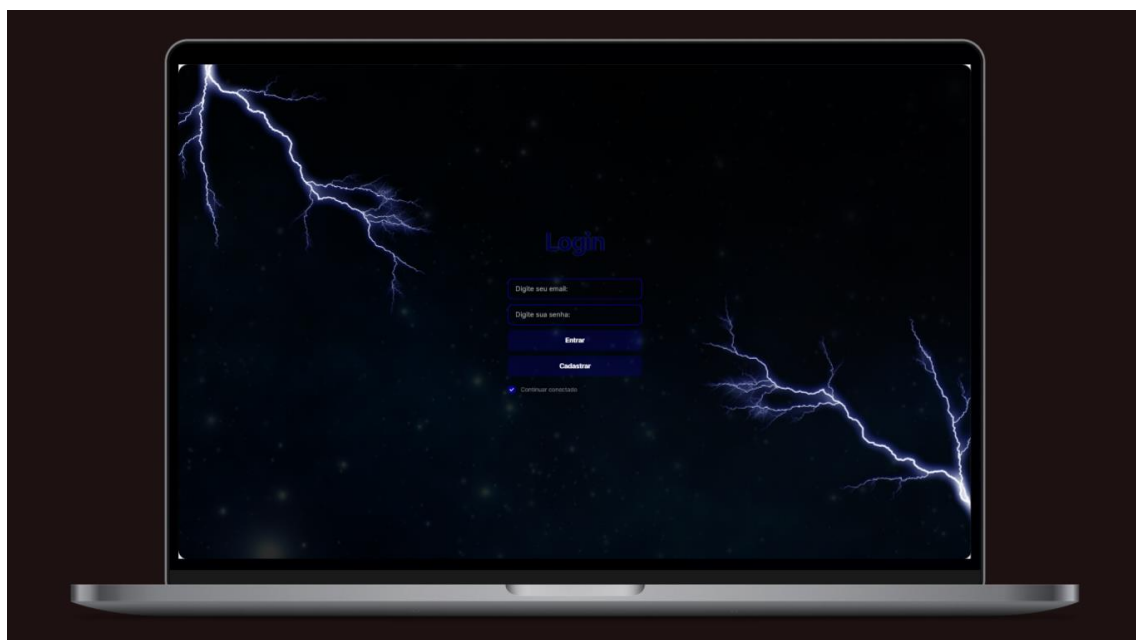 Login
Digite seu email:
Digite sua senha:
Entrar
Cadastrar
Continuar conectado